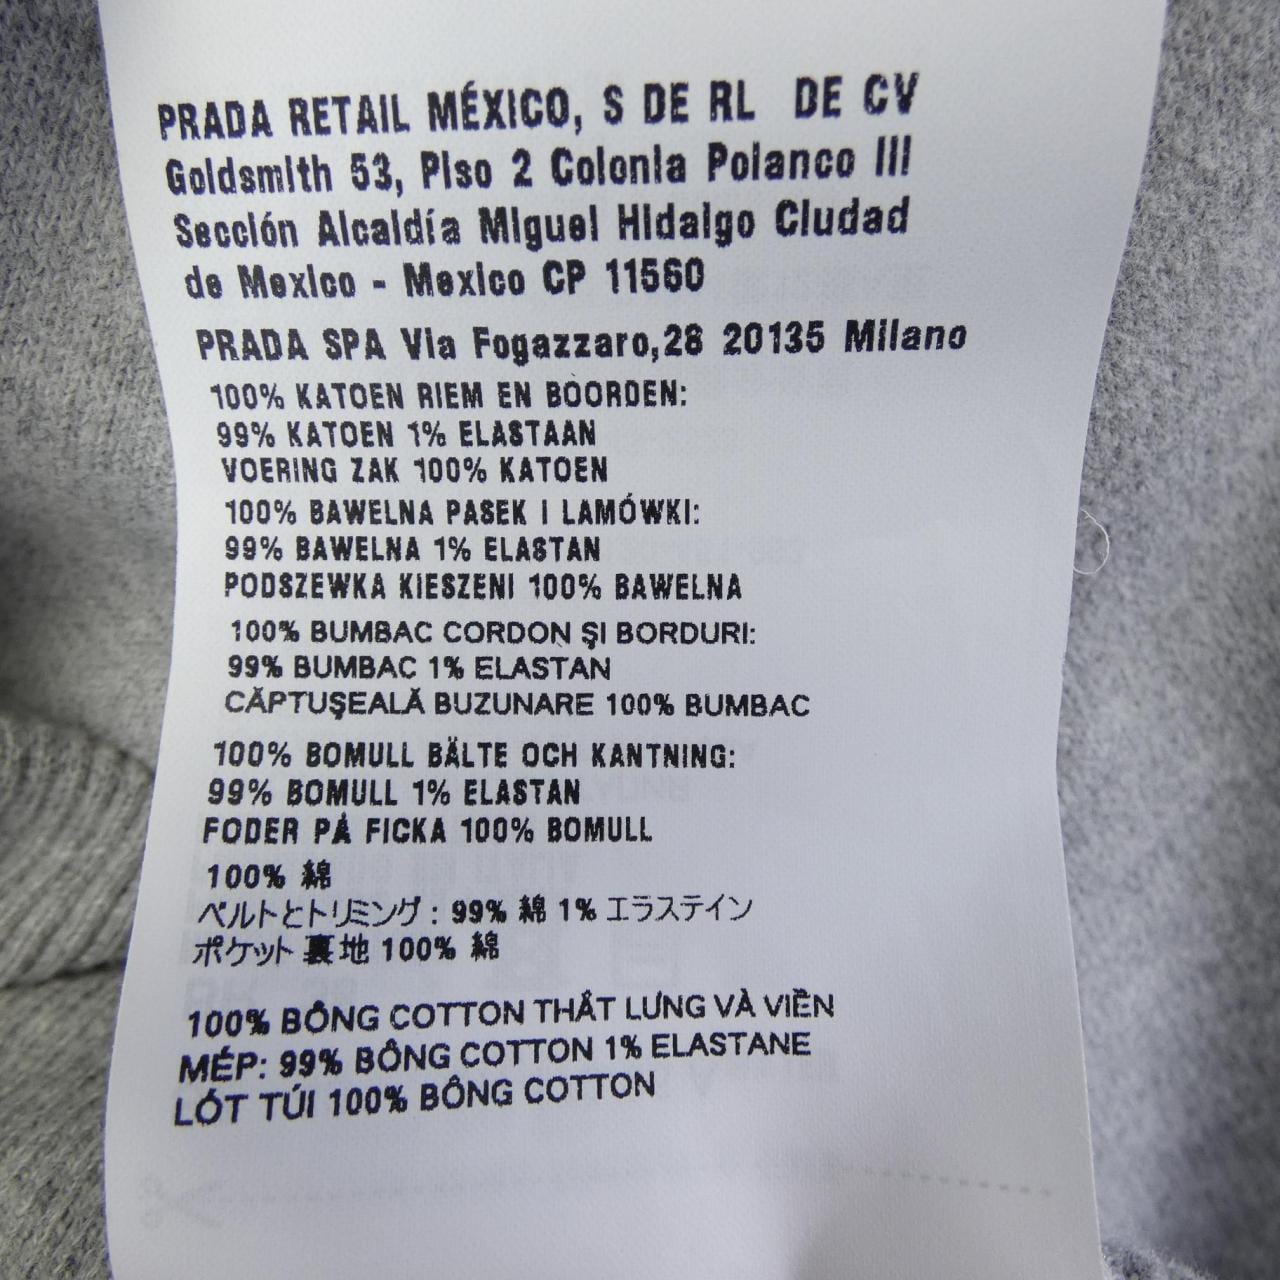 PRADA RETAIL MÉXICO, S DE RL DE CV
Goldsmith 53, Piso 2 Colonia Polanco III
Sección Alcaldía Miguel Hidalgo Ciudad
de Mexico - Mexico CP 11560
PRADA SPA Via Fogazzaro,28 20135 Milano
100% KATOEN RIEM EN BOORDEN:
99% KATOEN 1% ELASTAAN
VOERING ZAK 100% KATOEN
100% BAWEŁNA PASEK I LAMÓWKI:
99% BAWEŁNA 1% ELASTAN
PODSZEWKA KIESZENI 100% BAWEŁNA
100% BUMBAC CORDON ŞI BORDURI:
99% BUMBAC 1% ELASTAN
CĂPTUŞEALĂ BUZUNARE 100% BUMBAC
100% BOMULL BÄLTE OCH KANTNING:
99% BOMULL 1% ELASTAN
FODER PÅ FICKA 100% BOMULL
100% 綿
ベルトとトリミング: 99% 綿 1% エラステイン
ポケット 裏地 100% 綿
100% BÔNG COTTON THẮT LƯNG VÀ VIỀN
MÉP: 99% BÔNG COTTON 1% ELASTANE
LÓT TÚI 100% BÔNG COTTON